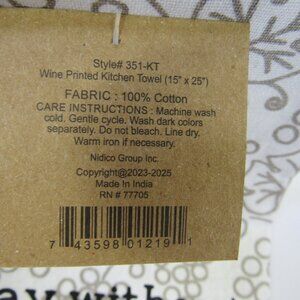 Style# 351-KT
Wine Printed Kitchen Towel (15" x 25")
FABRIC : 100% Cotton
CARE INSTRUCTIONS : Machine wash
cold. Gentle cycle. Wash dark colors
separately. Do not bleach. Line dry.
Warm iron if necessary.
Nidico Group Inc.
Copyright@2023-2025
Made In India
RN # 77705
7 43598 01219 1